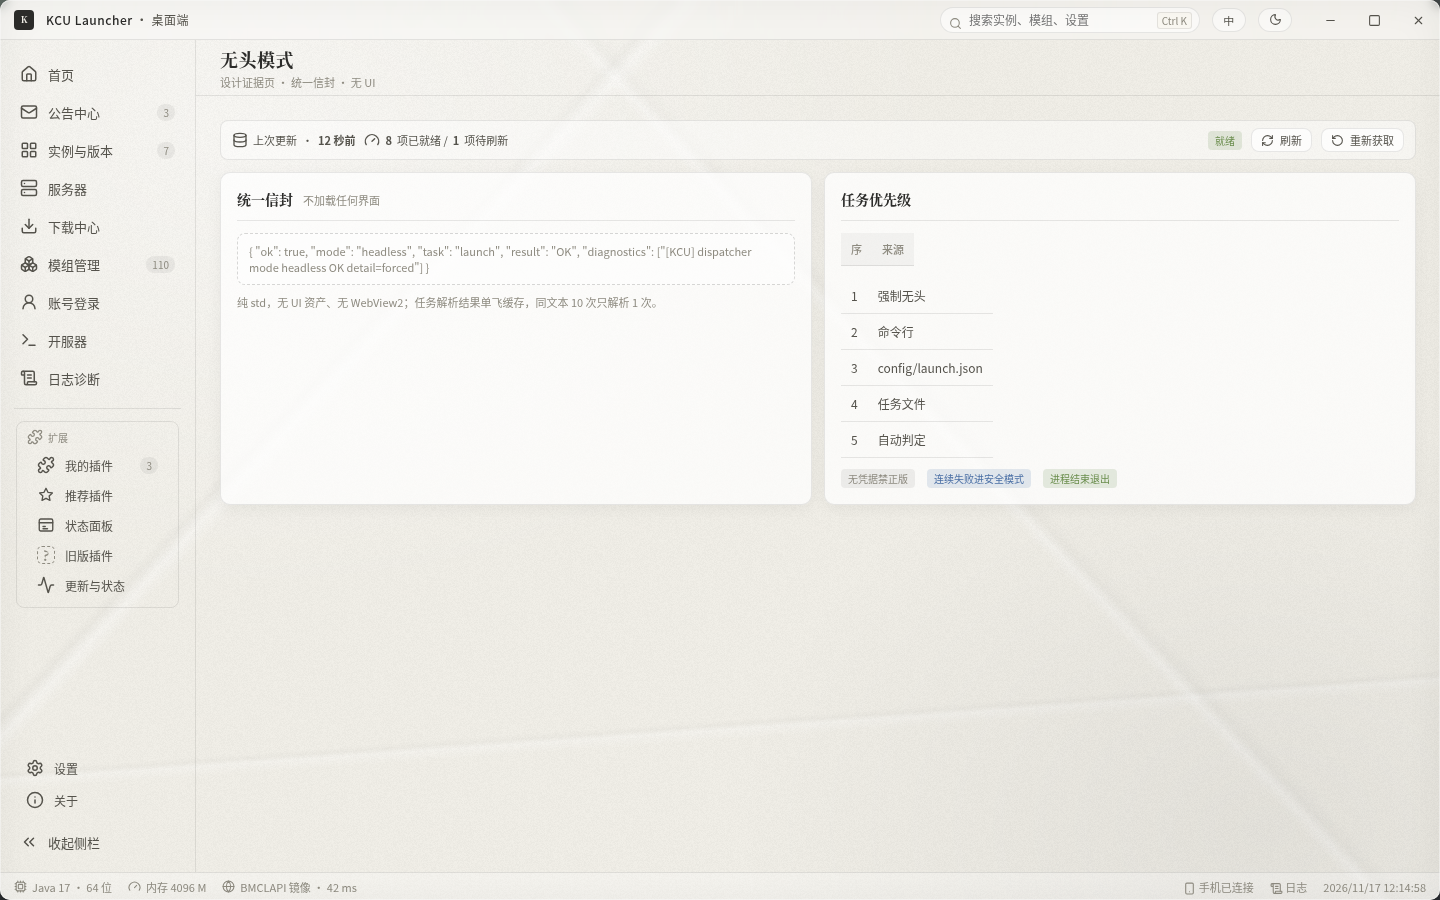 K KCU Launcher · 桌面端
搜索实例、模组、设置 Ctrl K 中
首页
公告中心 3
实例与版本 7
服务器
下载中心
模组管理 110
账号登录
开服器
日志诊断
扩展
我的插件 3
推荐插件
状态面板
? 旧版插件
更新与状态
设置
关于
收起侧栏
无头模式
设计证据页 · 统一信封 · 无 UI
上次更新 · 12 秒前 8 项已就绪 / 1 项待刷新
就绪 刷新 重新获取
统一信封 不加载任何界面
{ "ok": true, "mode": "headless", "task": "launch", "result": "OK", "diagnostics": ["[KCU] dispatcher
mode headless OK detail=forced"] }
纯 std，无 UI 资产、无 WebView2；任务解析结果单飞缓存，同文本 10 次只解析 1 次。
任务优先级
序 来源
1 强制无头
2 命令行
3 config/launch.json
4 任务文件
5 自动判定
无凭据禁正版 连续失败进安全模式 进程结束退出
Java 17 · 64 位 内存 4096 M BMCLAPI 镜像 · 42 ms
手机已连接 日志 2026/11/17 12:14:58